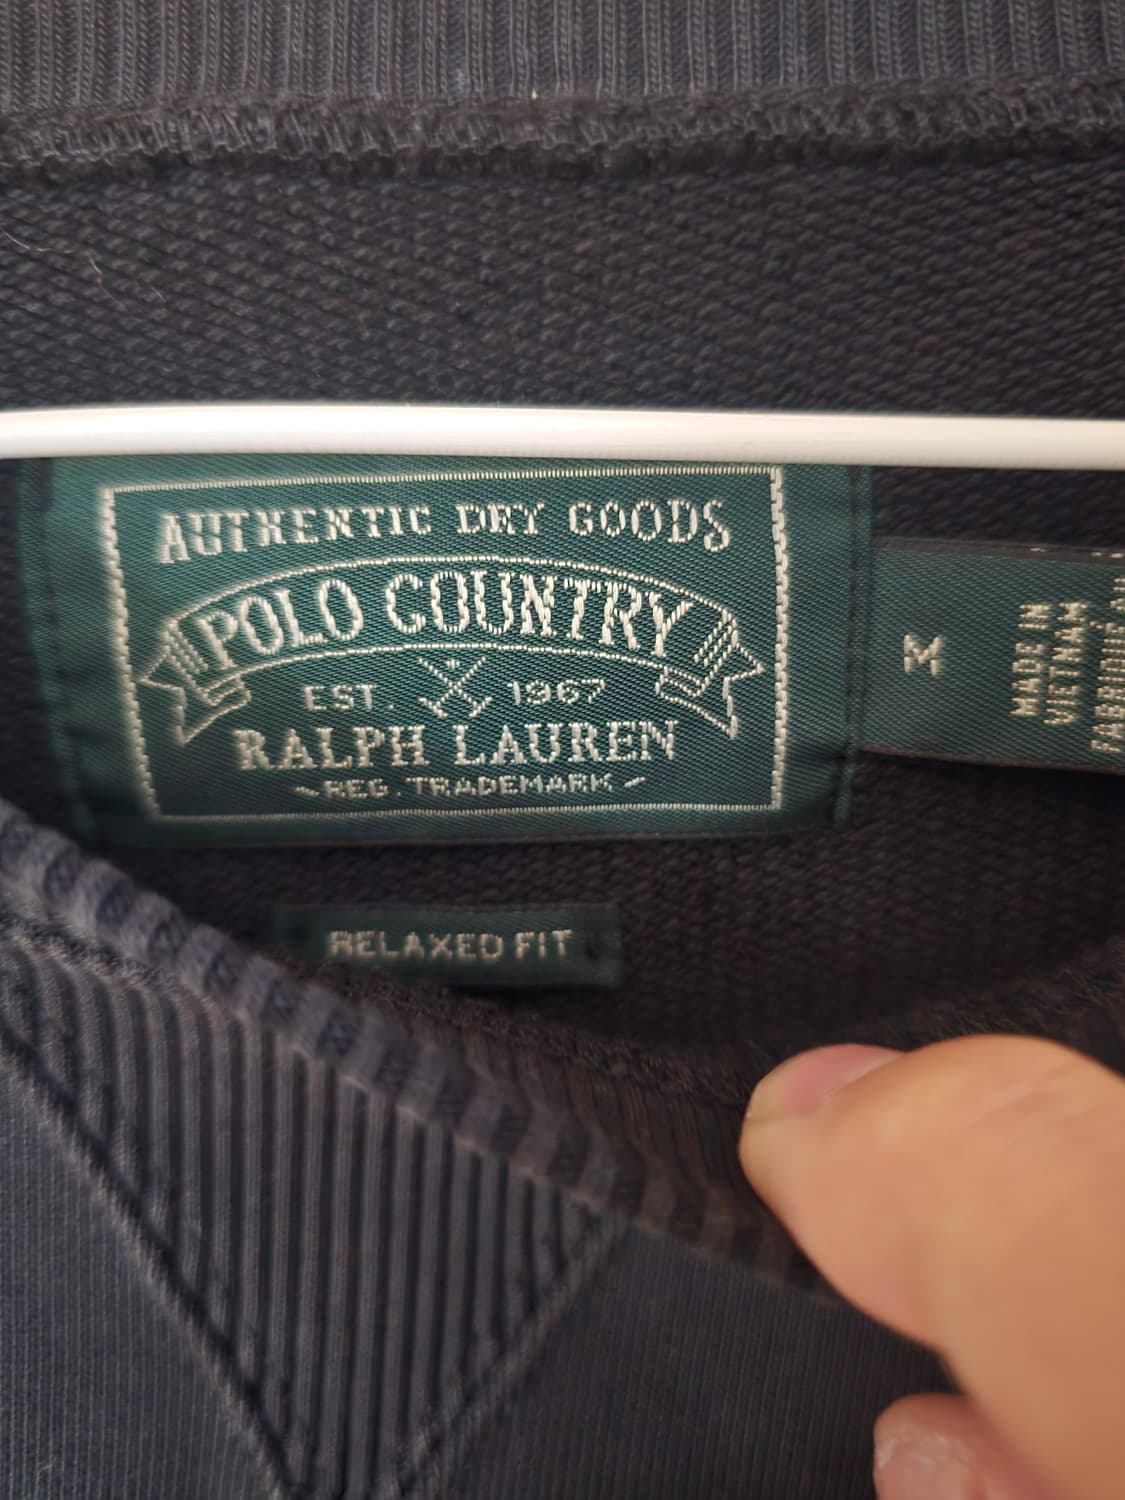 AUTHENTIC DRY GOODS
POLO COUNTRY
EST. 1967
RALPH LAUREN
REG. TRADEMARK
M
MADE IN
VIETNAM
RELAXED FIT